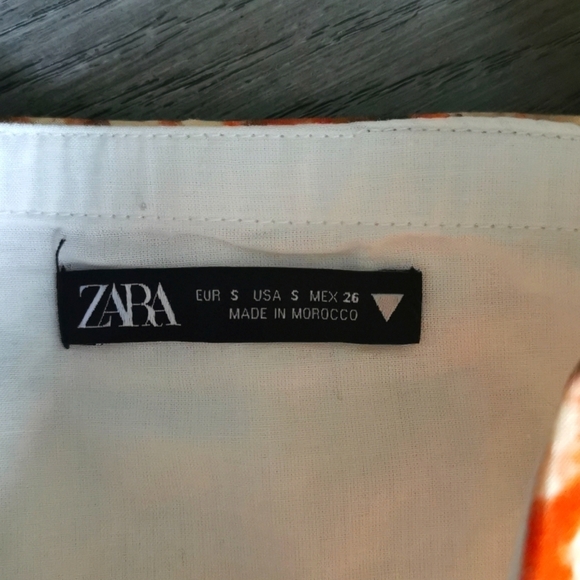 ZARA
EUR S USA S MEX 26
MADE IN MOROCCO